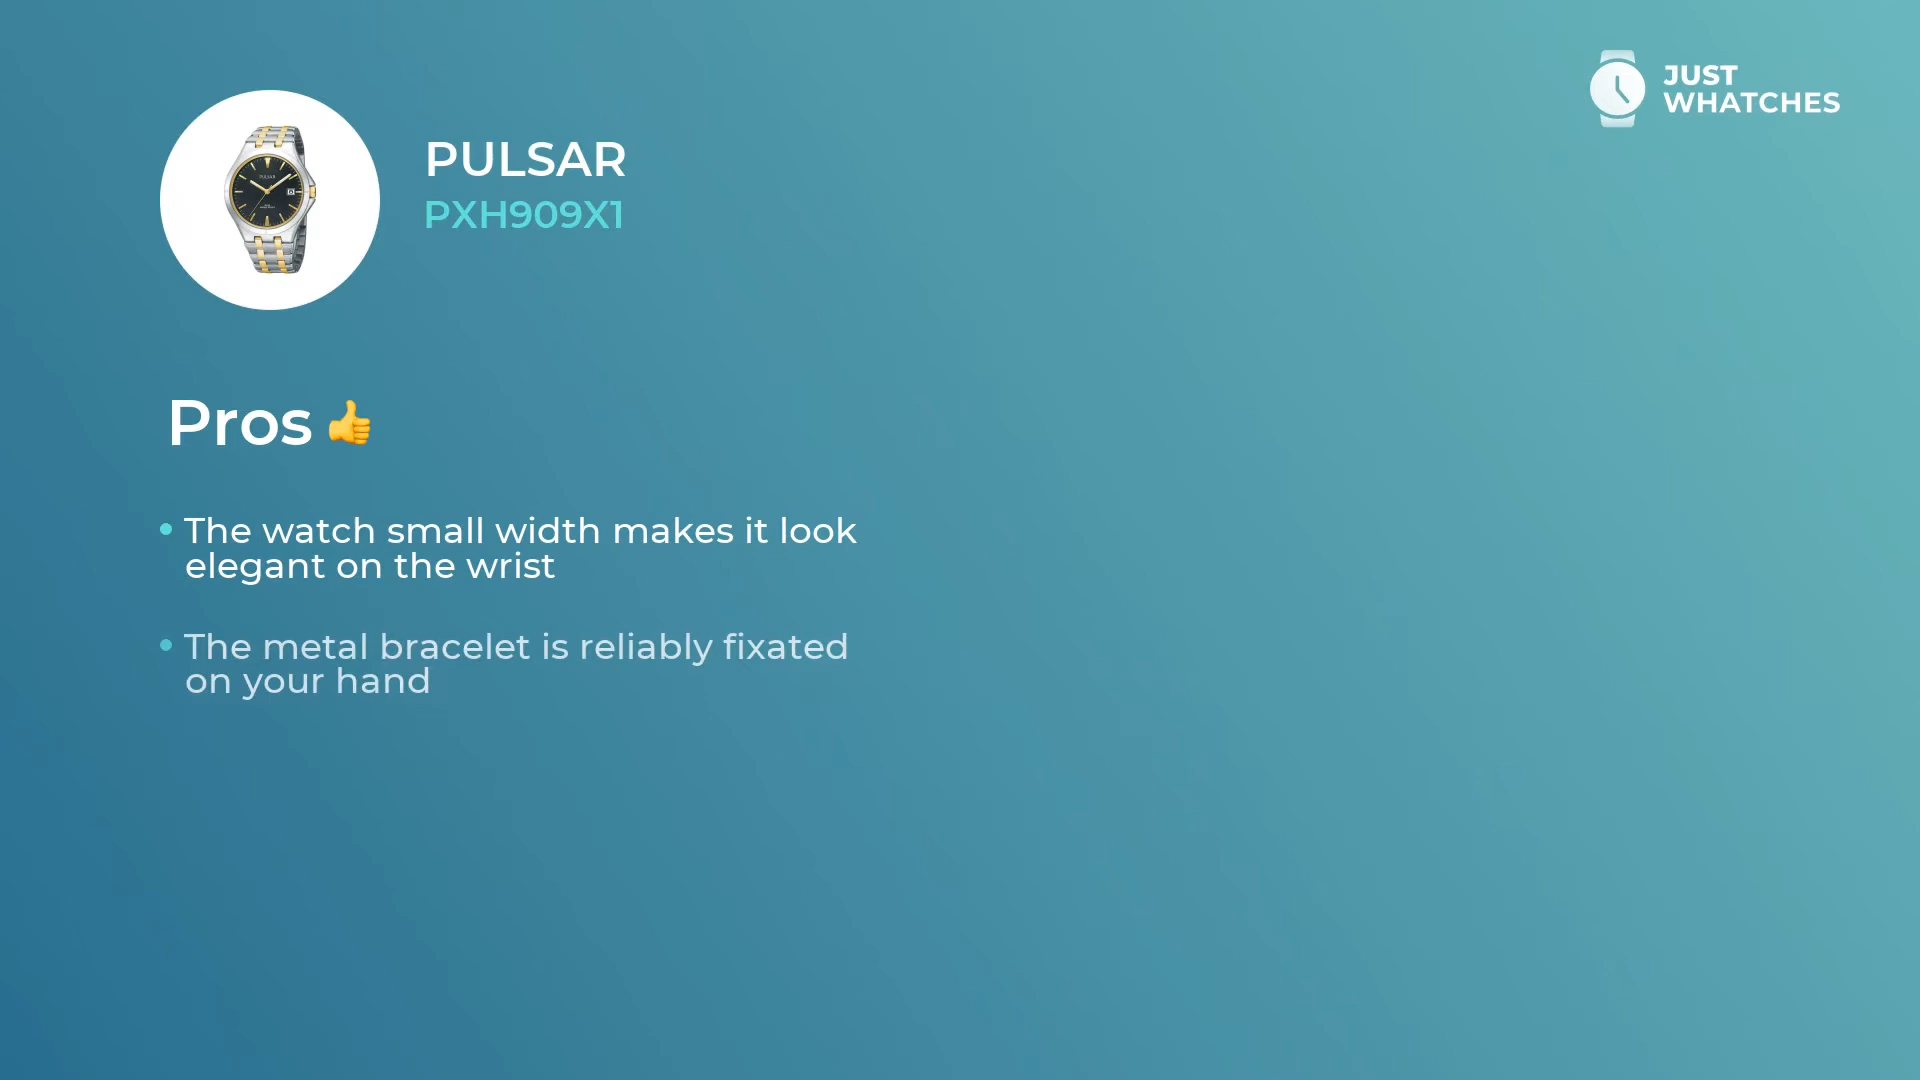 JUST
WHATCHES
PULSAR
PXH909X1
Pros
The watch small width makes it look
elegant on the wrist
The metal bracelet is reliably fixated
on your hand